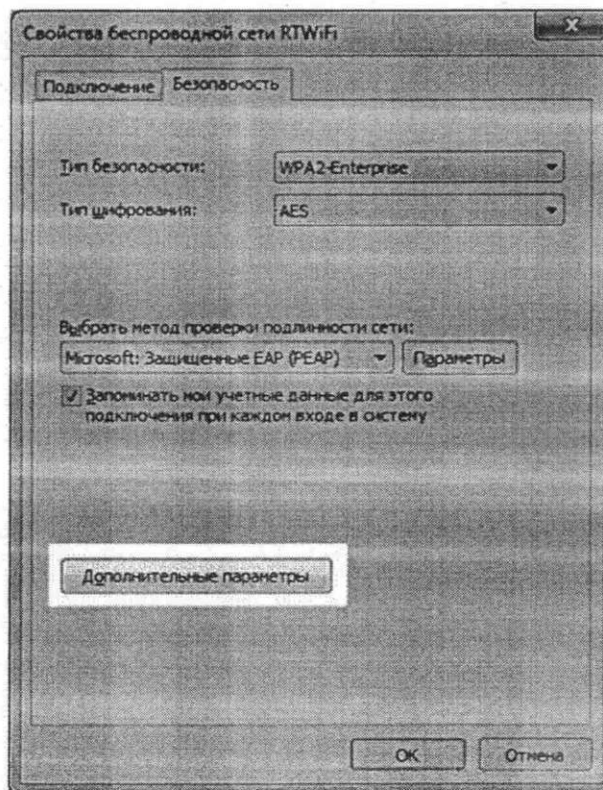 Свойства беспроводной сети RTWiFi
Подключение Безопасность
Тип безопасности: WPA2-Enterprise
Тип шифрования: AES
Выбрать метод проверки подлинности сети:
Microsoft: Защищенные EAP (PEAP) Параметры
Запоминать мои учетные данные для этого
подключения при каждом входе в систему
Дополнительные параметры
OK Отмена